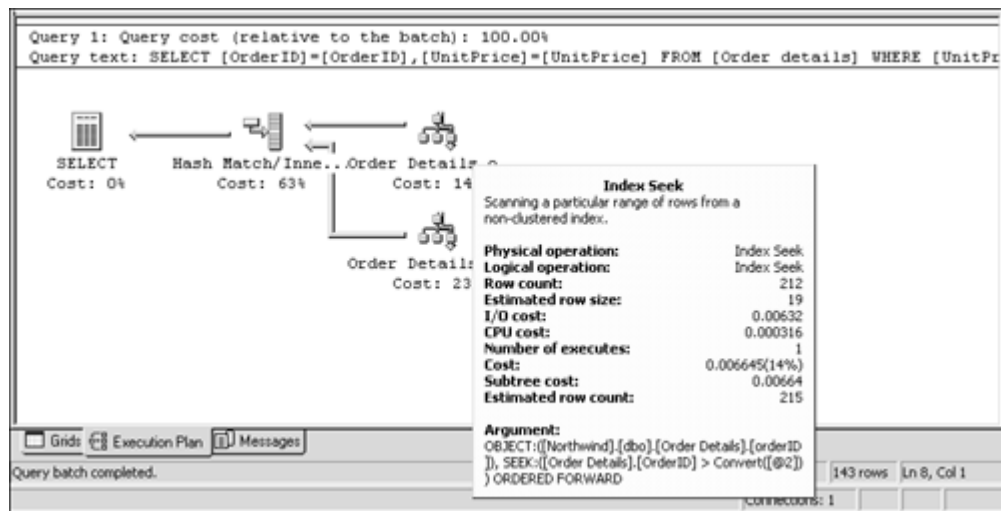 Query 1: Query cost (relative to the batch): 100.00%
Query text: SELECT [OrderID]=[OrderID],[UnitPrice]=[UnitPrice] FROM [Order details] WHERE [UnitPr
SELECT
Cost: 0%
Hash Match/Inne...
Cost: 63%
Order Details.o
Cost: 14
Order Details
Cost: 23
Index Seek
Scanning a particular range of rows from a
non-clustered index.
Physical operation: Index Seek
Logical operation: Index Seek
Row count: 212
Estimated row size: 19
I/O cost: 0.00632
CPU cost: 0.000316
Number of executes: 1
Cost: 0.006645(14%)
Subtree cost: 0.00664
Estimated row count: 215
Argument:
OBJECT:([Northwind].[dbo].[Order Details].[orderID
]), SEEK:([Order Details].[OrderID] > Convert([@2])
) ORDERED FORWARD
Grids Execution Plan Messages
Query batch completed. 143 rows Ln 8, Col 1
Connections: 1